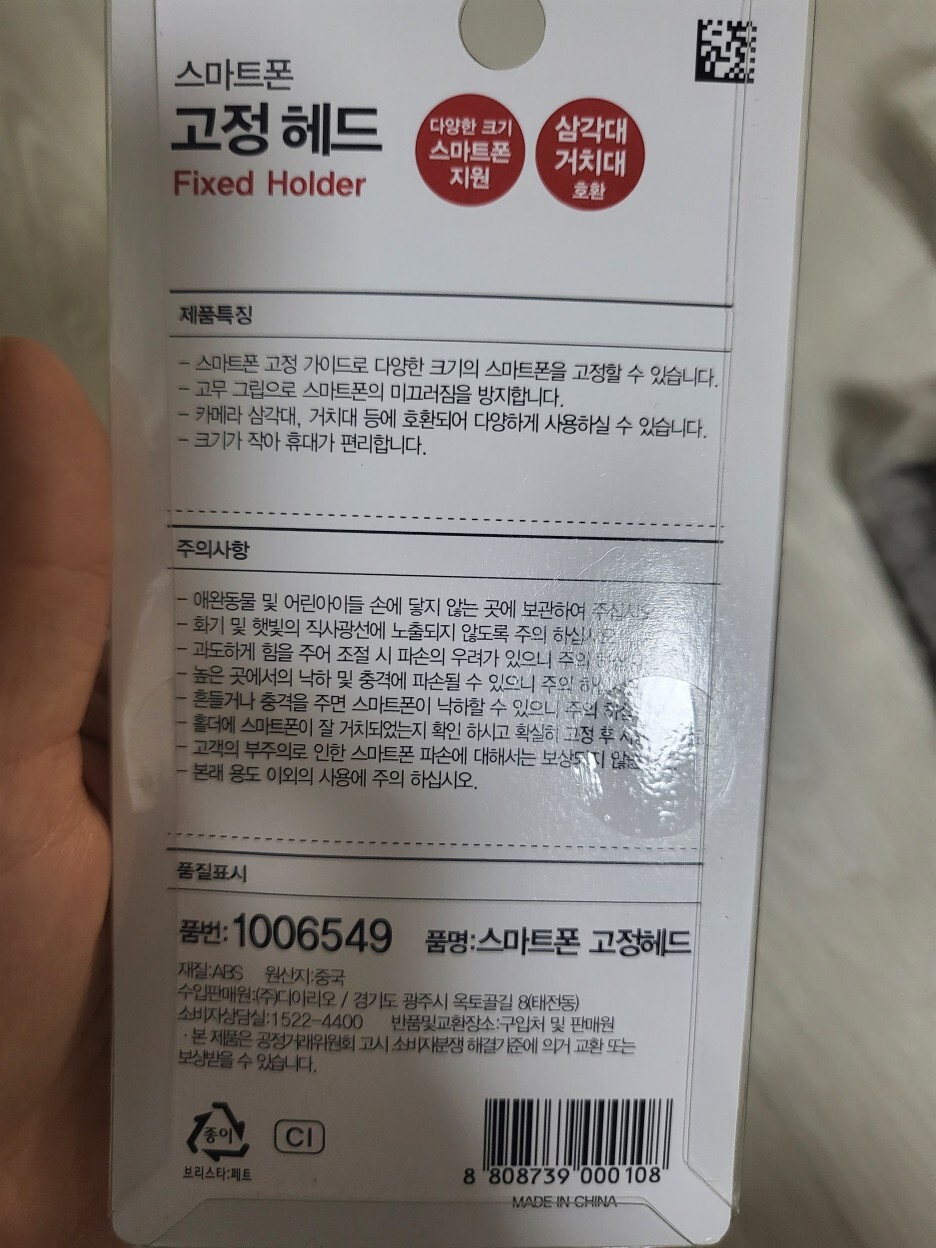 스마트폰
고정 헤드
Fixed Holder
다양한 크기
스마트폰
지원
삼각대
거치대
호환
제품특징
- 스마트폰 고정 가이드로 다양한 크기의 스마트폰을 고정할 수 있습니다.
- 고무 그립으로 스마트폰의 미끄러짐을 방지합니다.
- 카메라 삼각대, 거치대 등에 호환되어 다양하게 사용하실 수 있습니다.
- 크기가 작아 휴대가 편리합니다.
주의사항
- 애완동물 및 어린아이들 손에 닿지 않는 곳에 보관하여 주십시오
- 화기 및 햇빛의 직사광선에 노출되지 않도록 주의
- 과도하게 힘을 주어 조절 시 파손의 우려가 있으니 주의
- 높은 곳에서의 낙하 및 충격에 파손될 수 있으니 주의
- 흔들거나 충격을 주면 스마트폰이 낙하할 수 있으니 주의
- 홀더에 스마트폰이 잘 거치되었는지 확인 하시고 확실히 고정 후
- 고객의 부주의로 인한 스마트폰 파손에 대해서는 보상되지
- 본래 용도 이외의 사용에 주의 하십시오.
품질표시
품번:1006549 품명:스마트폰 고정헤드
재질:ABS 원산지:중국
수입판매원:(주)디아리오 / 경기도 광주시 옥토골길 8(태전동)
소비자상담실:1522-4400 반품및교환장소:구입처 및 판매원
· 본 제품은 공정거래위원회 고시 소비자분쟁 해결기준에 의거 교환 또는
보상받을 수 있습니다.
종이
브리스타:페트
CI
8 808739 000108
MADE IN CHINA